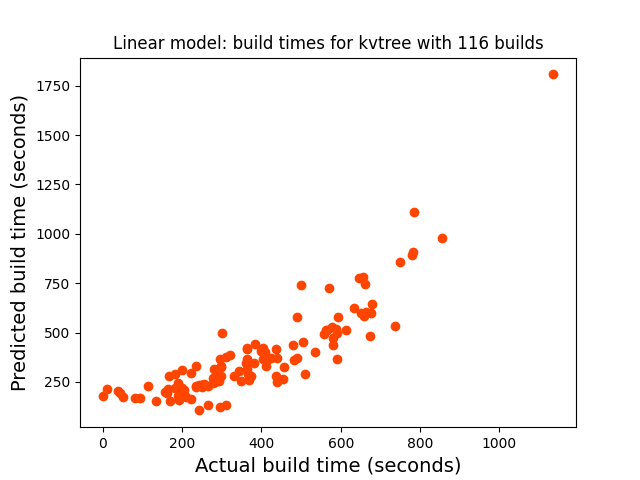 Linear model: build times for kvtree with 116 builds
Predicted build time (seconds)
1750
1500
1250
1000
750
500
250
0 200 400 600 800 1000
Actual build time (seconds)